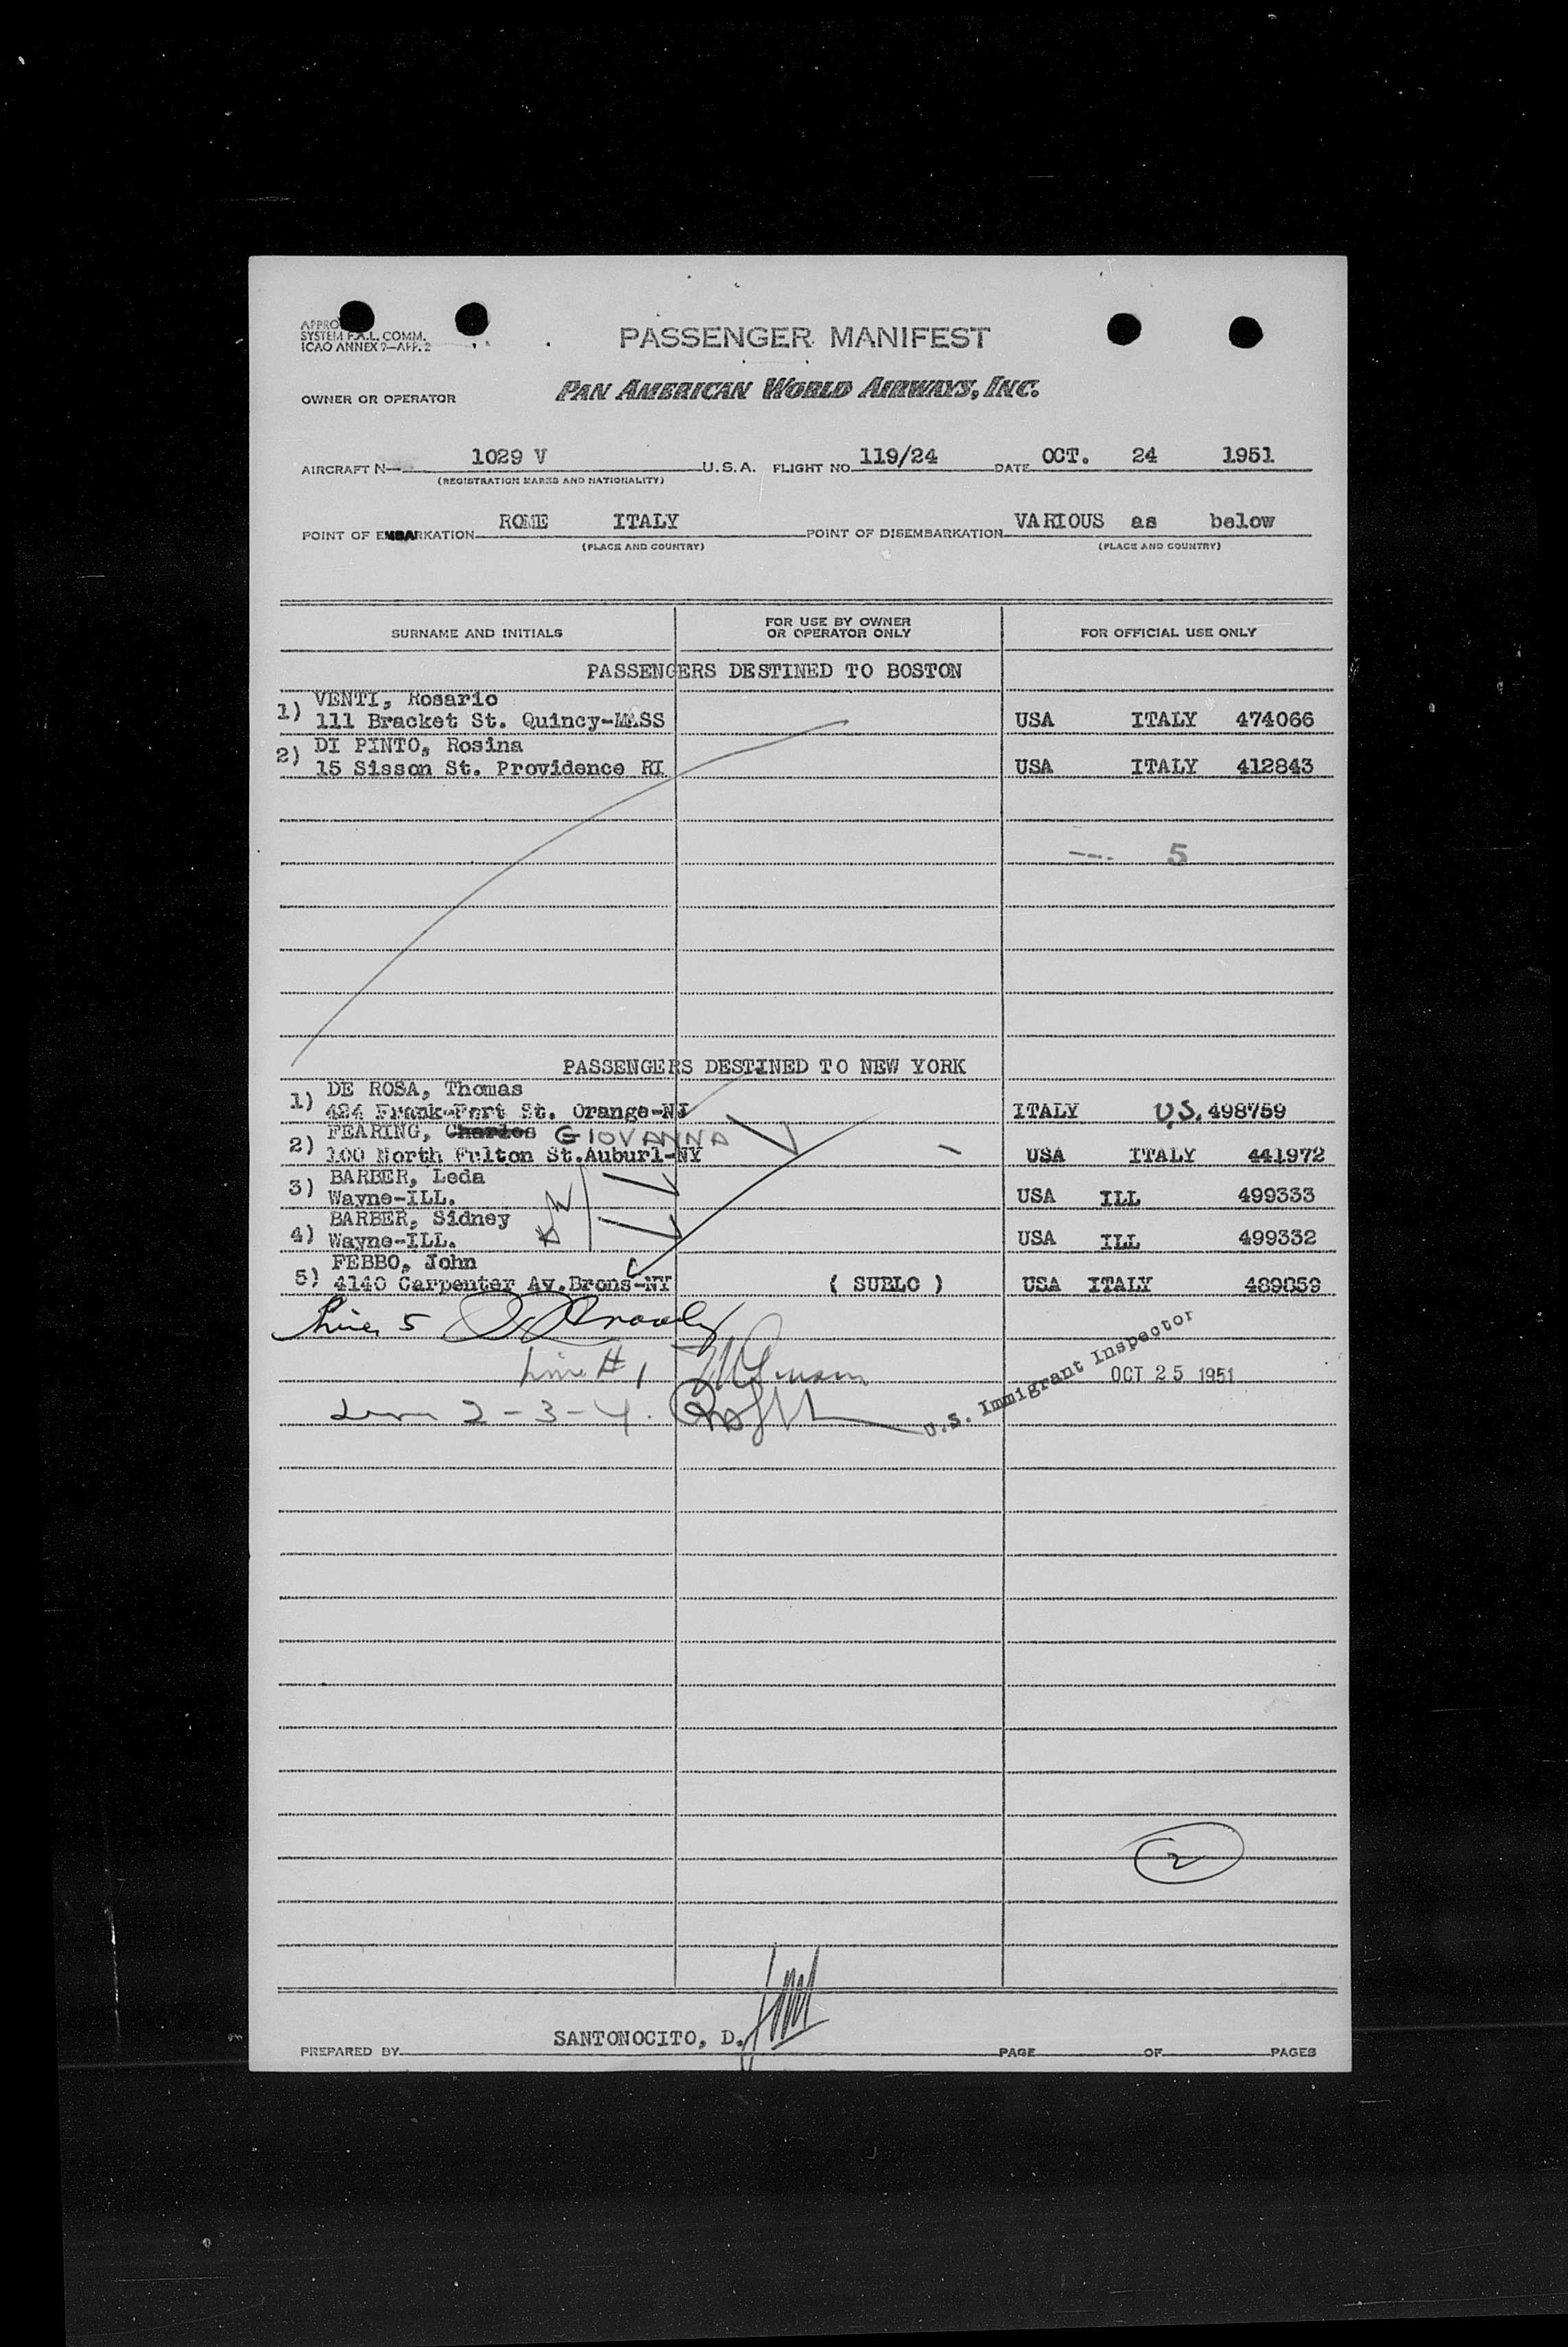 APPRO
SYSTEM F.A.L. COMM.
ICAO ANNEX 9—APP. 2
PASSENGER MANIFEST
OWNER OR OPERATOR
PAN AMERICAN WORLD AIRWAYS, INC.
AIRCRAFT N— 1029 V U.S.A. FLIGHT NO. 119/24 DATE OCT. 24 1951
(REGISTRATION MARKS AND NATIONALITY)
POINT OF EMBARKATION ROME ITALY POINT OF DISEMBARKATION VARIOUS as below
(PLACE AND COUNTRY) (PLACE AND COUNTRY)
SURNAME AND INITIALS FOR USE BY OWNER OR OPERATOR ONLY FOR OFFICIAL USE ONLY
PASSENGERS DESTINED TO BOSTON
1) VENTI, Rosario
111 Bracket St. Quincy-MASS USA ITALY 474066
2) DI PINTO, Rosina
15 Sisson St. Providence RI USA ITALY 412843
5
PASSENGERS DESTINED TO NEW YORK
1) DE ROSA, Thomas
424 Frank-Fort St. Orange-NJ ITALY U.S. 498759
2) FEARING, Charles GIOVANNA
100 North Fulton St.Auburl-NY USA ITALY 441972
3) BARBER, Leda
Wayne-ILL. USA ILL 499333
4) BARBER, Sidney
Wayne-ILL. USA ILL 499332
5) FEBBO, John
4140 Carpenter Av.Brons-NY ( SUELO ) USA ITALY 489859
Line 5
Line # 1
2-3-4.
U.S. Immigrant Inspector
OCT 25 1951
2
PREPARED BY SANTONOCITO, D. PAGE OF PAGES